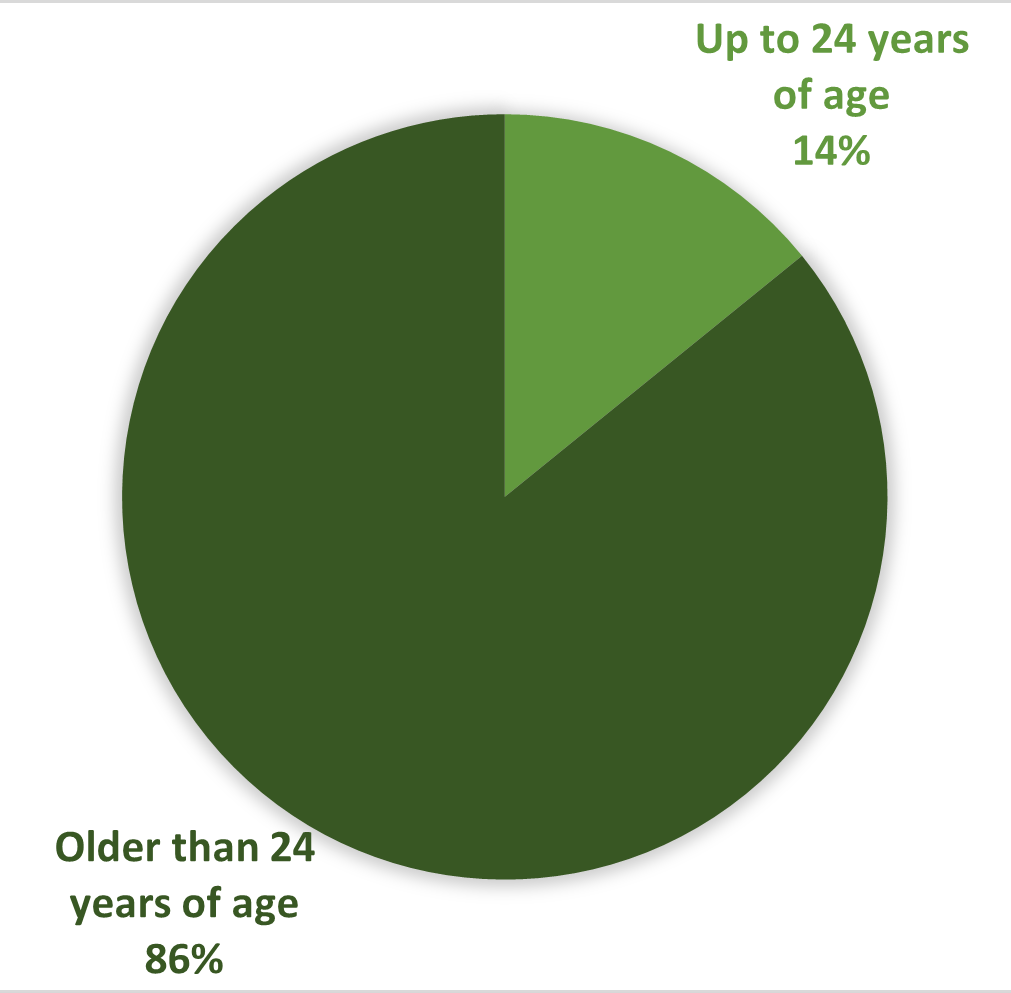 Up to 24 years
of age
14%
Older than 24
years of age
86%